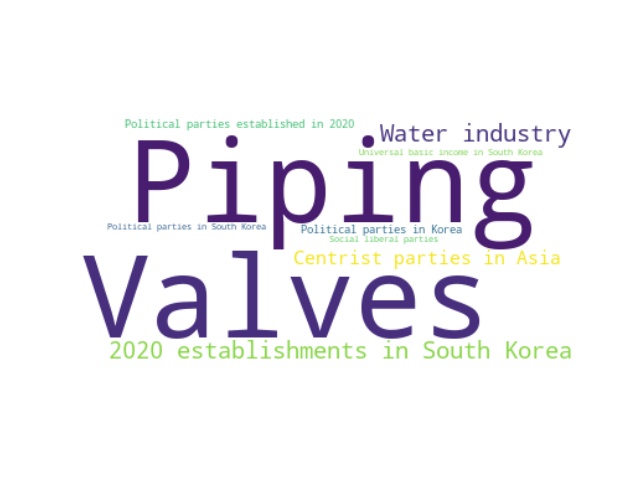 Political parties established in 2020
Water industry
Universal basic income in South Korea
Piping
Political parties in South Korea
Political parties in Korea
Social liberal parties
Centrist parties in Asia
Valves
2020 establishments in South Korea